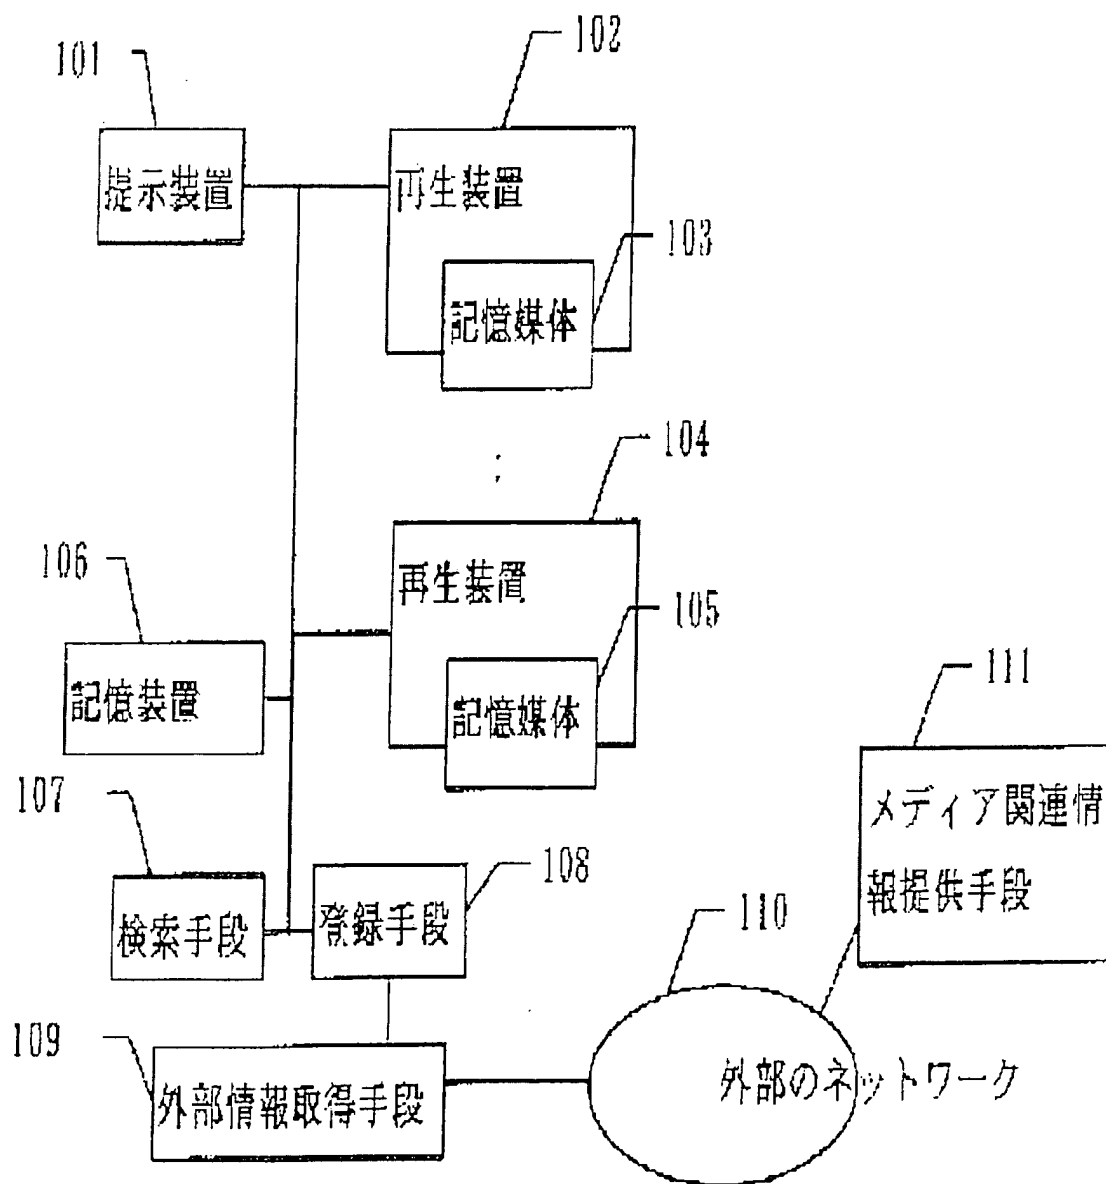 101
102
提示装置
再生装置
103
記憶媒体
104
106
再生装置
105
記憶装置
記憶媒体
111
107
メディア関連情
報提供手段
108
110
検索手段
登録手段
109
外部情報取得手段
外部のネットワーク